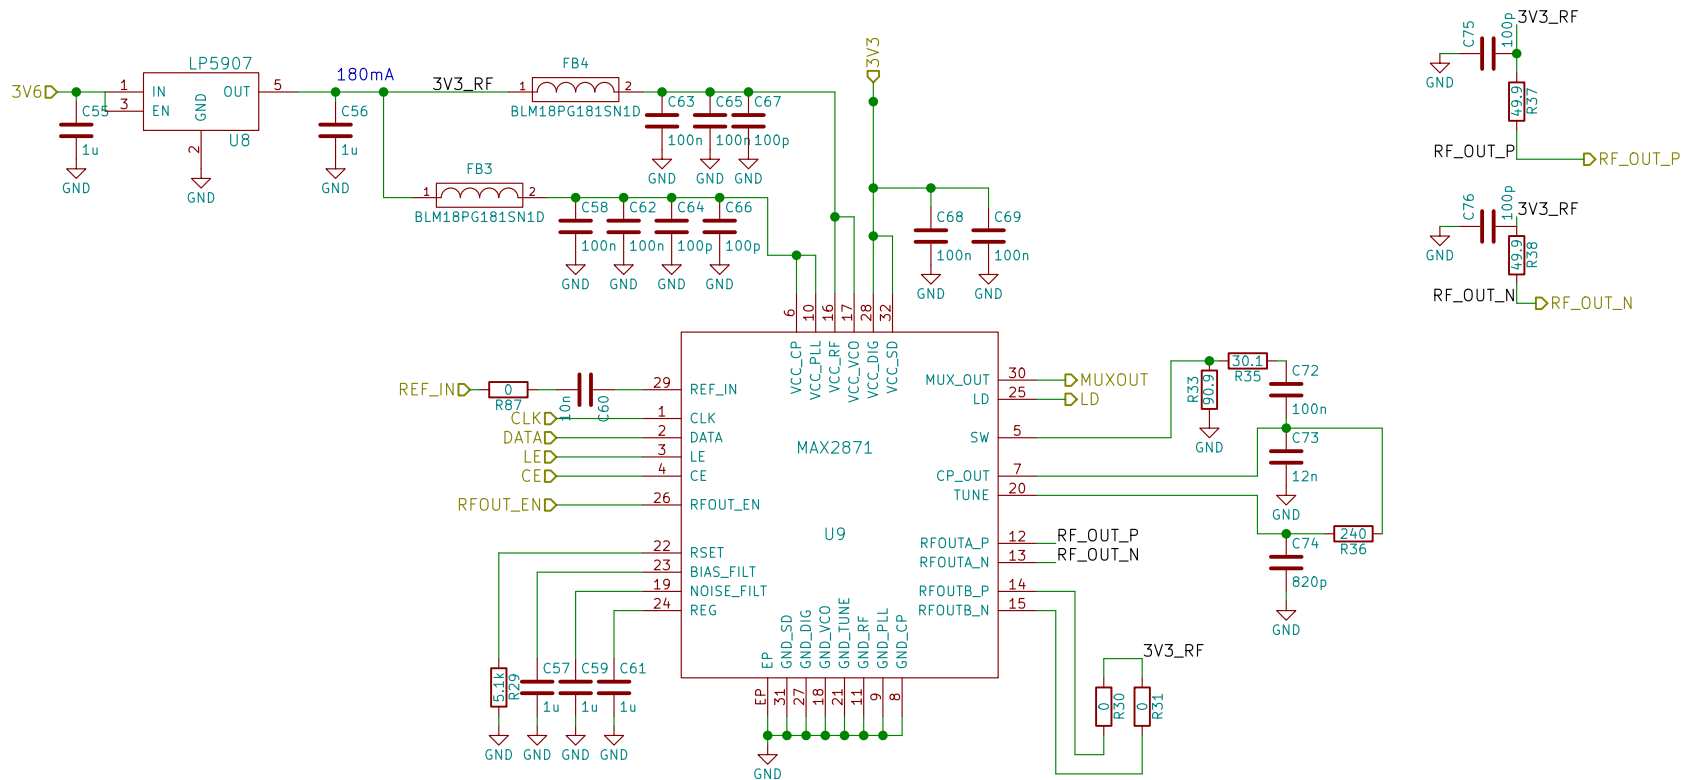 3V6
LP5907
1
IN
3
EN
OUT
5
GND
2
U8
C55
1u
GND
GND
180mA
C56
1u
GND
3V3_RF
FB4
1
2
BLM18PG181SN1D
C63
100n
GND
C65
100n
GND
C67
100p
GND
FB3
1
2
BLM18PG181SN1D
C58
100n
GND
C62
100n
GND
C64
100p
GND
C66
100p
GND
3V3
C68
100n
GND
C69
100n
GND
C75
100p
3V3_RF
GND
49.9
R37
RF_OUT_P
RF_OUT_P
C76
100p
3V3_RF
GND
49.9
R38
RF_OUT_N
RF_OUT_N
6
10
16
17
28
32
VCC_CP
VCC_PLL
VCC_RF
VCC_VCO
VCC_DIG
VCC_SD
MAX2871
U9
REF_IN
0
R87
10n
C60
29
REF_IN
CLK
1
CLK
DATA
2
DATA
LE
3
LE
CE
4
CE
RFOUT_EN
26
RFOUT_EN
22
RSET
23
BIAS_FILT
19
NOISE_FILT
24
REG
5.1k
R29
GND
C57
1u
GND
C59
1u
GND
C61
1u
GND
MUX_OUT
30
MUXOUT
LD
25
LD
SW
5
CP_OUT
7
TUNE
20
RFOUTA_P
12
RF_OUT_P
RFOUTA_N
13
RF_OUT_N
RFOUTB_P
14
RFOUTB_N
15
EP
GND_SD
GND_DIG
GND_VCO
GND_TUNE
GND_RF
GND_PLL
GND_CP
EP
31
27
18
21
11
9
8
GND
R33
90.9
GND
30.1
R35
C72
100n
C73
12n
GND
240
R36
C74
820p
GND
3V3_RF
0
R30
0
R31